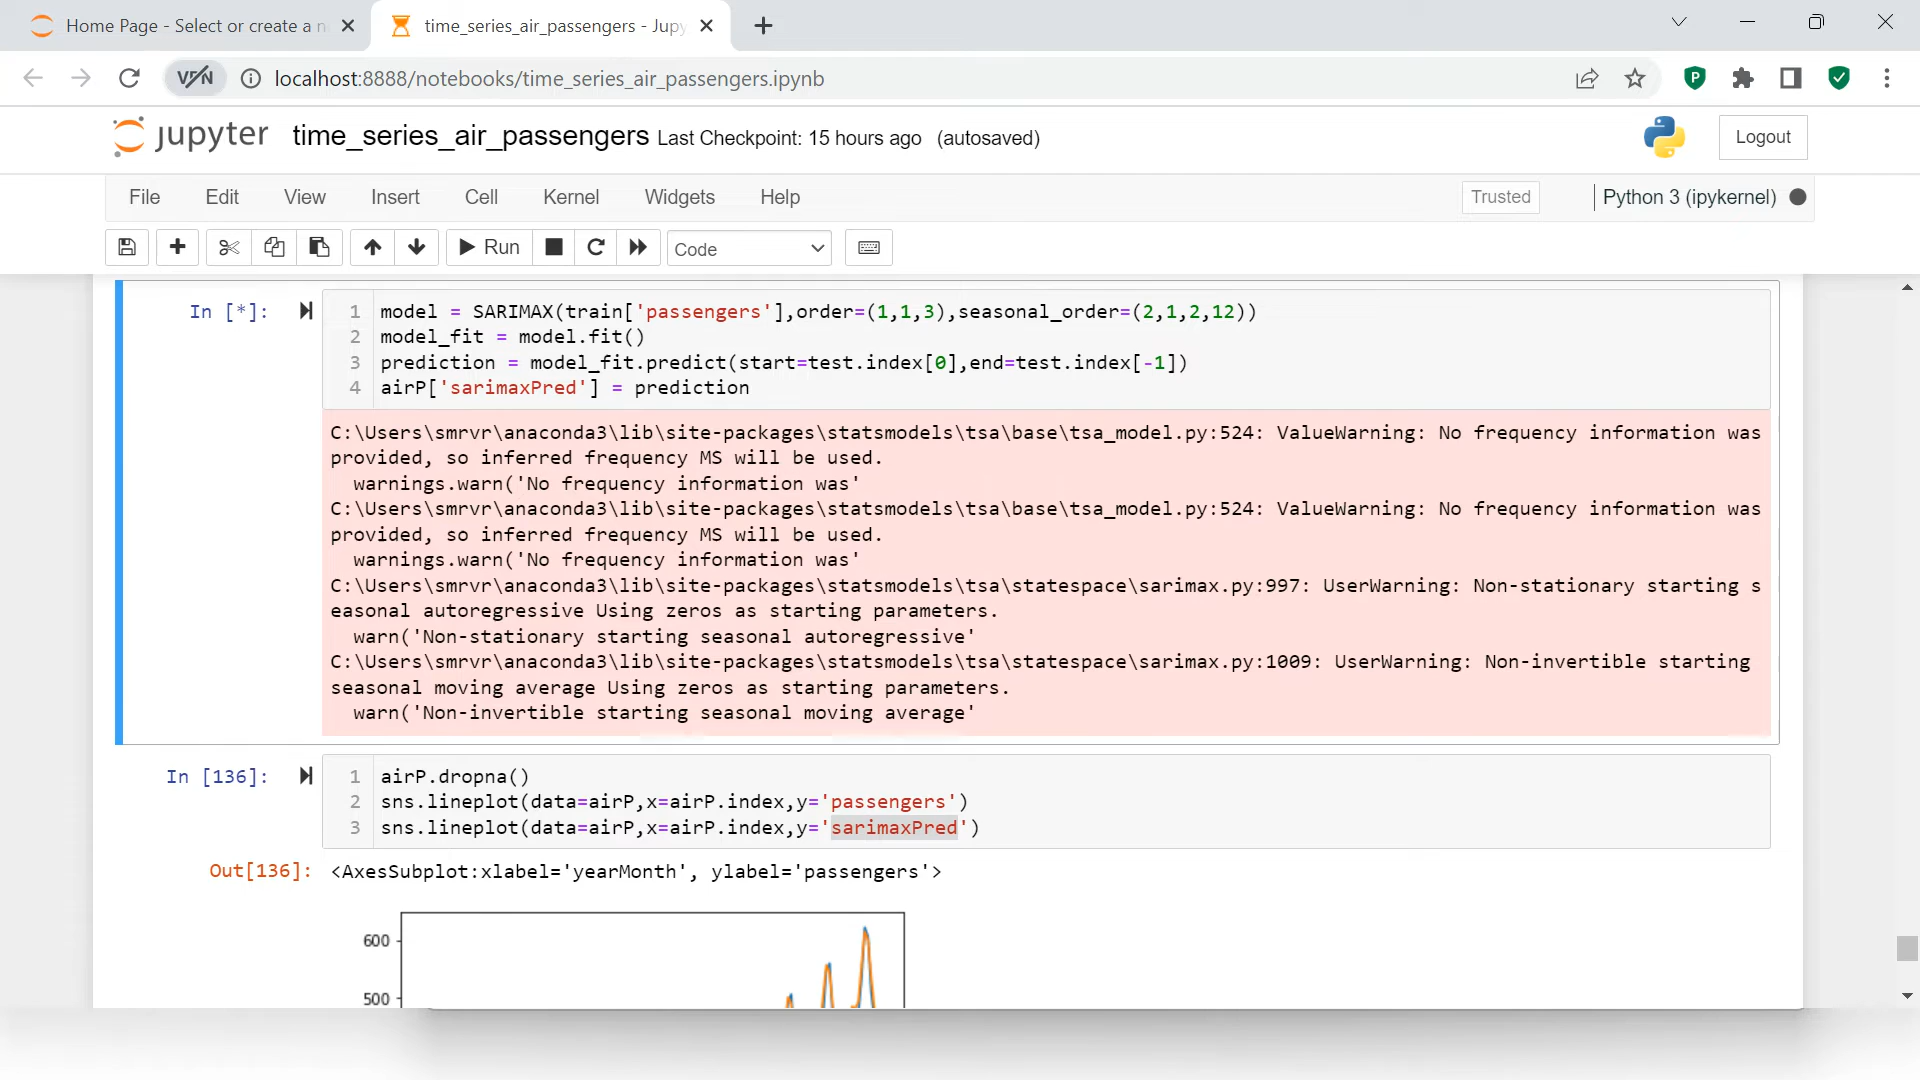 Home Page - Select or create a n
time_series_air_passengers - Jupy
VPN
localhost:8888/notebooks/time_series_air_passengers.ipynb
P
jupyter time_series_air_passengers Last Checkpoint: 15 hours ago (autosaved)
Logout
File Edit View Insert Cell Kernel Widgets Help
Trusted
Python 3 (ipykernel)
Run
Code
In [*]:
1 model = SARIMAX(train['passengers'],order=(1,1,3),seasonal_order=(2,1,2,12))
2 model_fit = model.fit()
3 prediction = model_fit.predict(start=test.index[0],end=test.index[-1])
4 airP['sarimaxPred'] = prediction
C:\Users\smrvr\anaconda3\lib\site-packages\statsmodels\tsa\base\tsa_model.py:524: ValueWarning: No frequency information was
provided, so inferred frequency MS will be used.
warnings.warn('No frequency information was'
C:\Users\smrvr\anaconda3\lib\site-packages\statsmodels\tsa\base\tsa_model.py:524: ValueWarning: No frequency information was
provided, so inferred frequency MS will be used.
warnings.warn('No frequency information was'
C:\Users\smrvr\anaconda3\lib\site-packages\statsmodels\tsa\statespace\sarimax.py:997: UserWarning: Non-stationary starting s
easonal autoregressive Using zeros as starting parameters.
warn('Non-stationary starting seasonal autoregressive'
C:\Users\smrvr\anaconda3\lib\site-packages\statsmodels\tsa\statespace\sarimax.py:1009: UserWarning: Non-invertible starting
seasonal moving average Using zeros as starting parameters.
warn('Non-invertible starting seasonal moving average'
In [136]:
1 airP.dropna()
2 sns.lineplot(data=airP,x=airP.index,y='passengers')
3 sns.lineplot(data=airP,x=airP.index,y='sarimaxPred')
Out[136]: <AxesSubplot:xlabel='yearMonth', ylabel='passengers'>
600
500